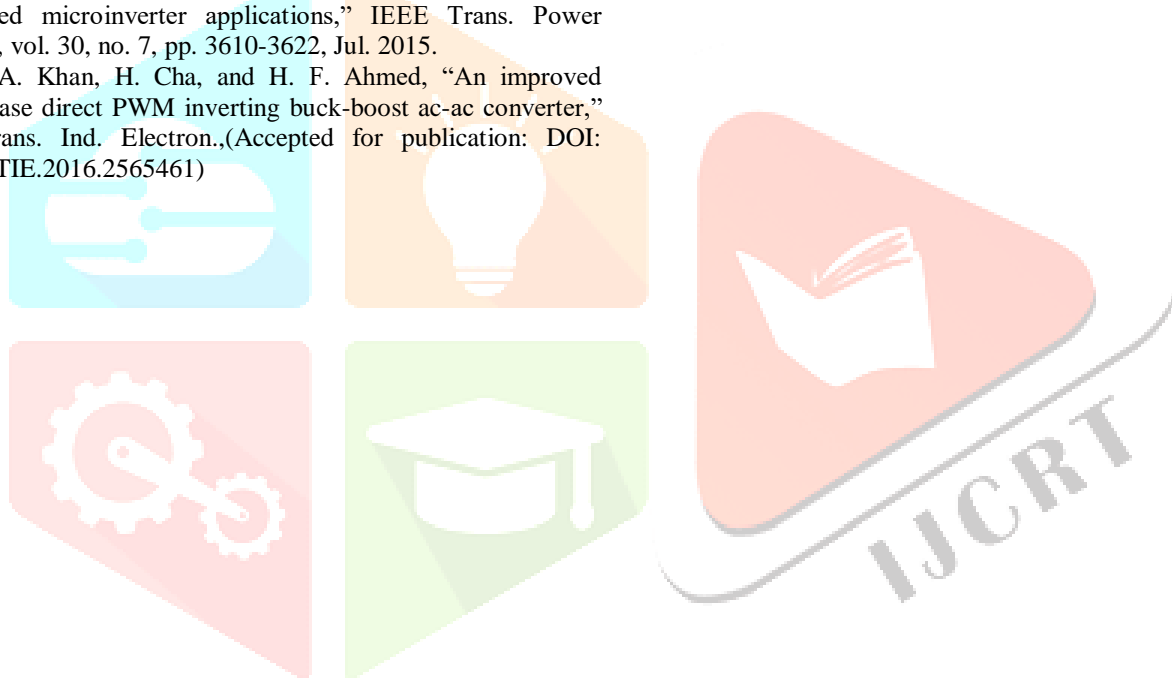 ed microinverter applications,” IEEE Trans. Power
, vol. 30, no. 7, pp. 3610-3622, Jul. 2015.
A. Khan, H. Cha, and H. F. Ahmed, “An improved
ase direct PWM inverting buck-boost ac-ac converter,”
rans. Ind. Electron.,(Accepted for publication: DOI:
TIE.2016.2565461)
IJCRT